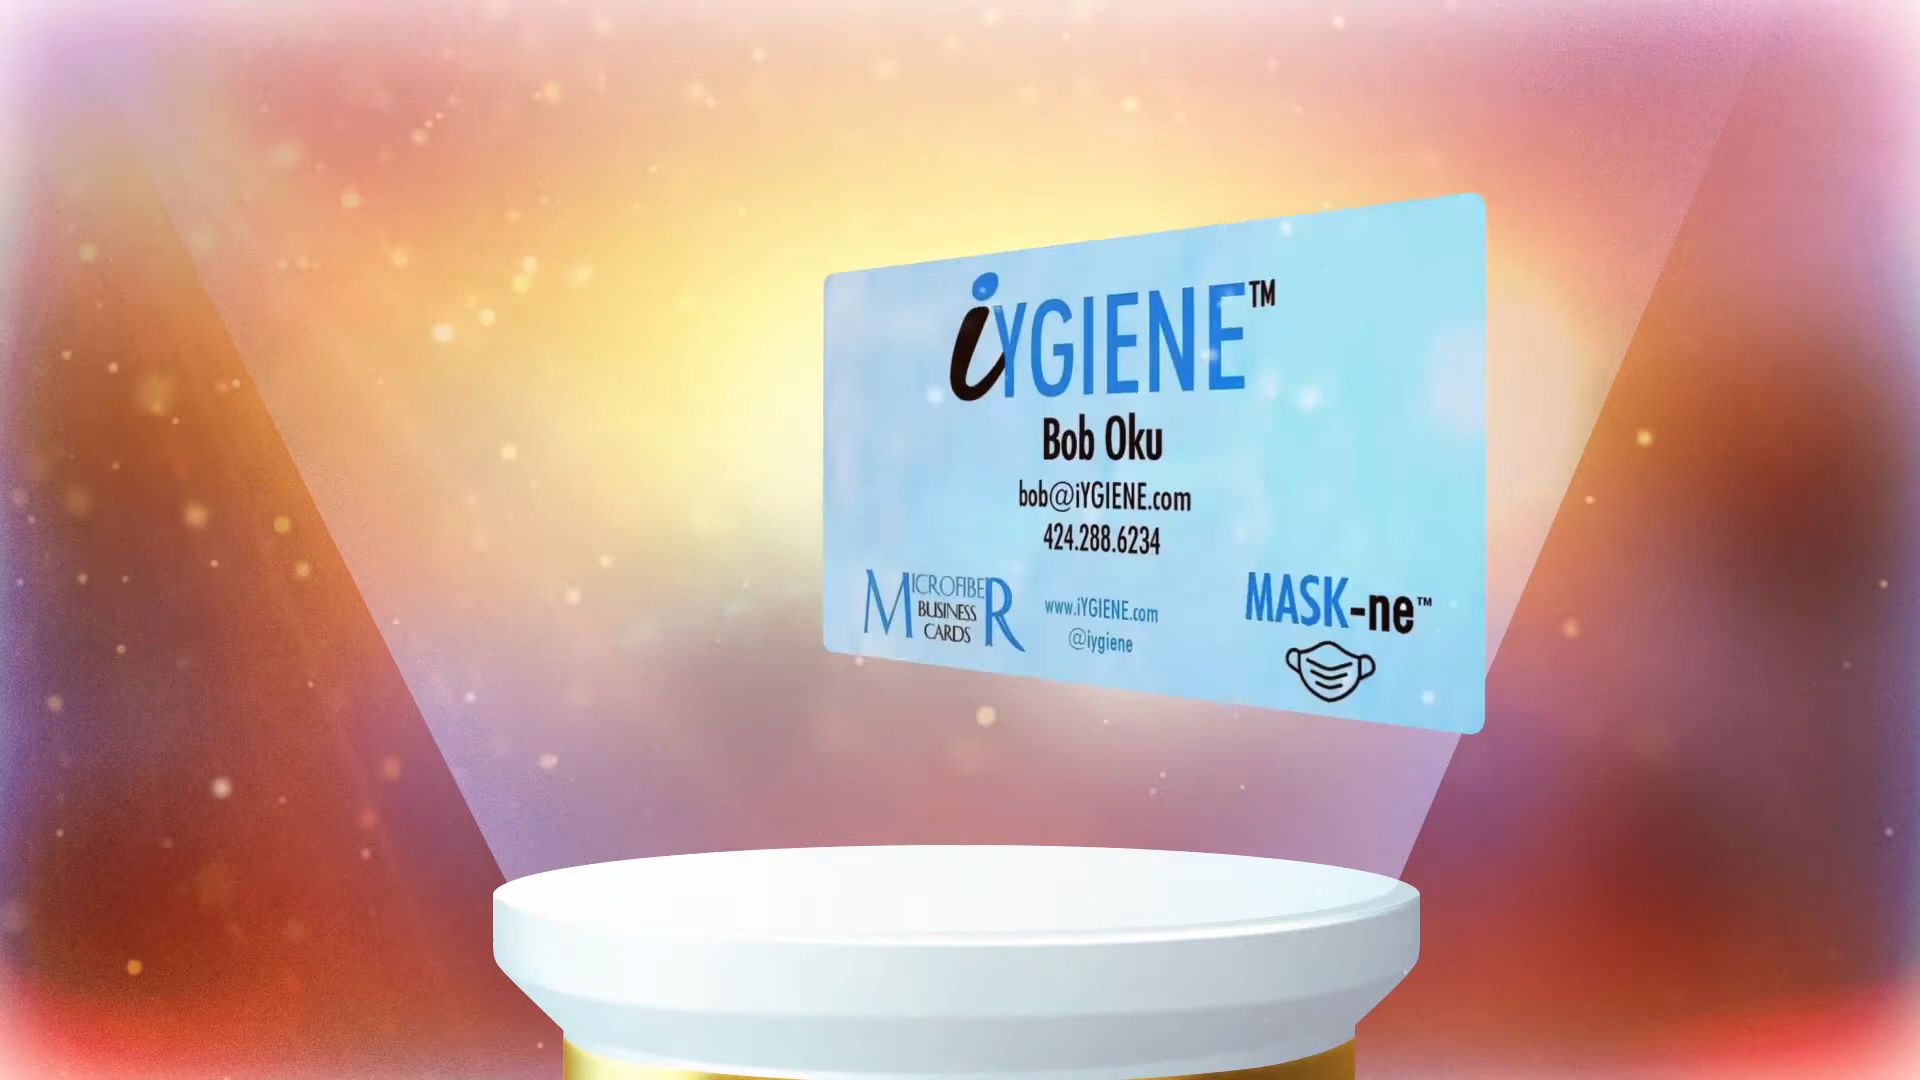 iYGIENE™
Bob Oku
bob@iYGIENE.com
424.288.6234
MICROFIBER
BUSINESS
CARDS
www.iYGIENE.com
@iygiene
MASK-ne™